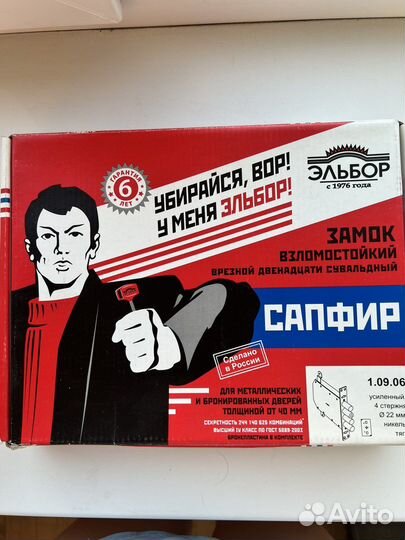 ГАРАНТИЯ
6
ЛЕТ
УБИРАЙСЯ, ВОР!
У МЕНЯ ЭЛЬБОР!
ЭЛЬБОР
с 1976 года
ЗАМОК
ВЗЛОМОСТОЙКИЙ
ВРЕЗНОЙ ДВЕНАДЦАТИ СУВАЛЬДНЫЙ
САПФИР
Сделано
в России
ДЛЯ МЕТАЛЛИЧЕСКИХ
И БРОНИРОВАННЫХ ДВЕРЕЙ
ТОЛЩИНОЙ ОТ 40 ММ
СЕКРЕТНОСТЬ 244 140 625 КОМБИНАЦИЙ
ВЫСШИЙ IV КЛАСС ПО ГОСТ 5089-2003
БРОНЕПЛАСТИНА В КОМПЛЕКТЕ
1.09.06
усиленный
4 стержня
Ø 22 мм
никель
Avito